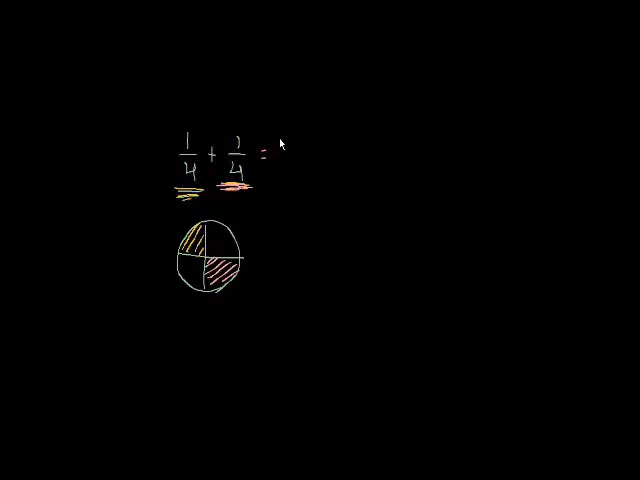 1/4 + 1/4 =